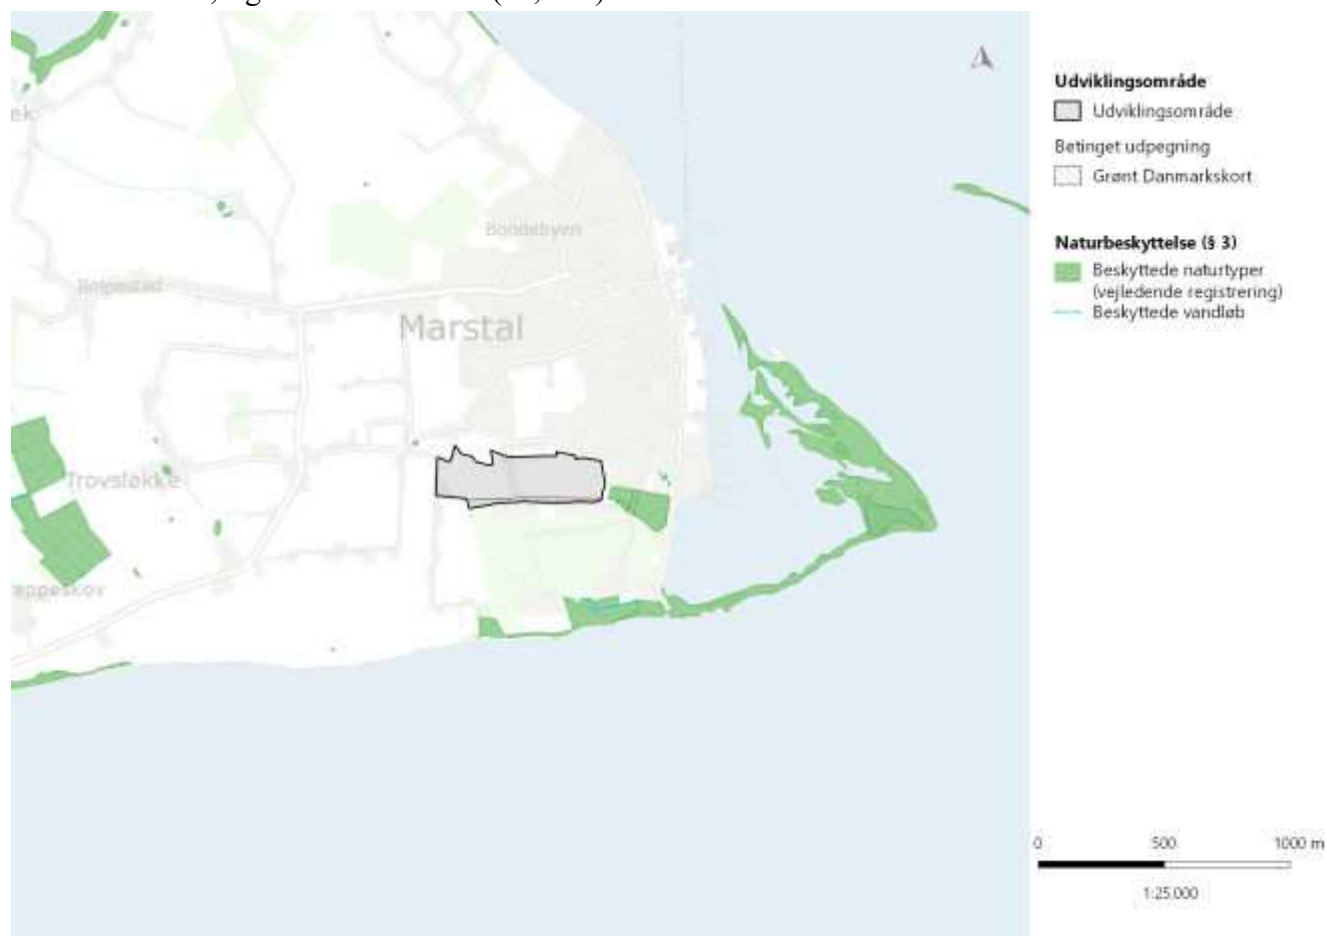 ek
Bondebyen
Marstal
Trovsløkke
Udviklingsområde
Udviklingsområde
Betinget udpegning
Grønt Danmarkskort
Naturbeskyttelse (§ 3)
Beskyttede naturtyper
(vejledende registrering)
Beskyttede vandløb
0 500 1000 m
1:25.000